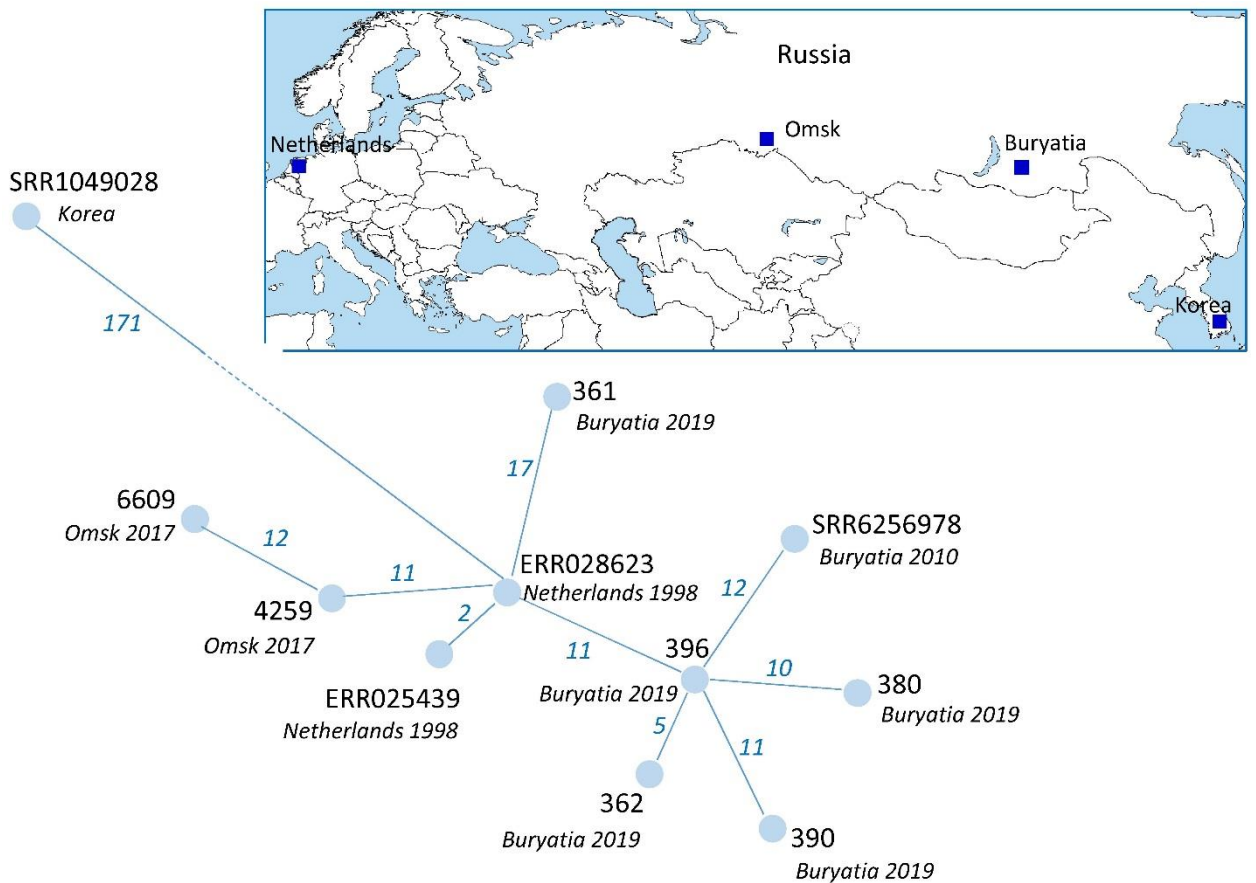 Russia
Omsk
Netherlands
Buryatia
Korea
SRR1049028
Korea
171
361
Buryatia 2019
17
6609
Omsk 2017
12
SRR6256978
Buryatia 2010
ERR028623
Netherlands 1998
11
12
4259
Omsk 2017
2
11
396
Buryatia 2019
10
380
Buryatia 2019
ERR025439
Netherlands 1998
5
11
362
Buryatia 2019
390
Buryatia 2019